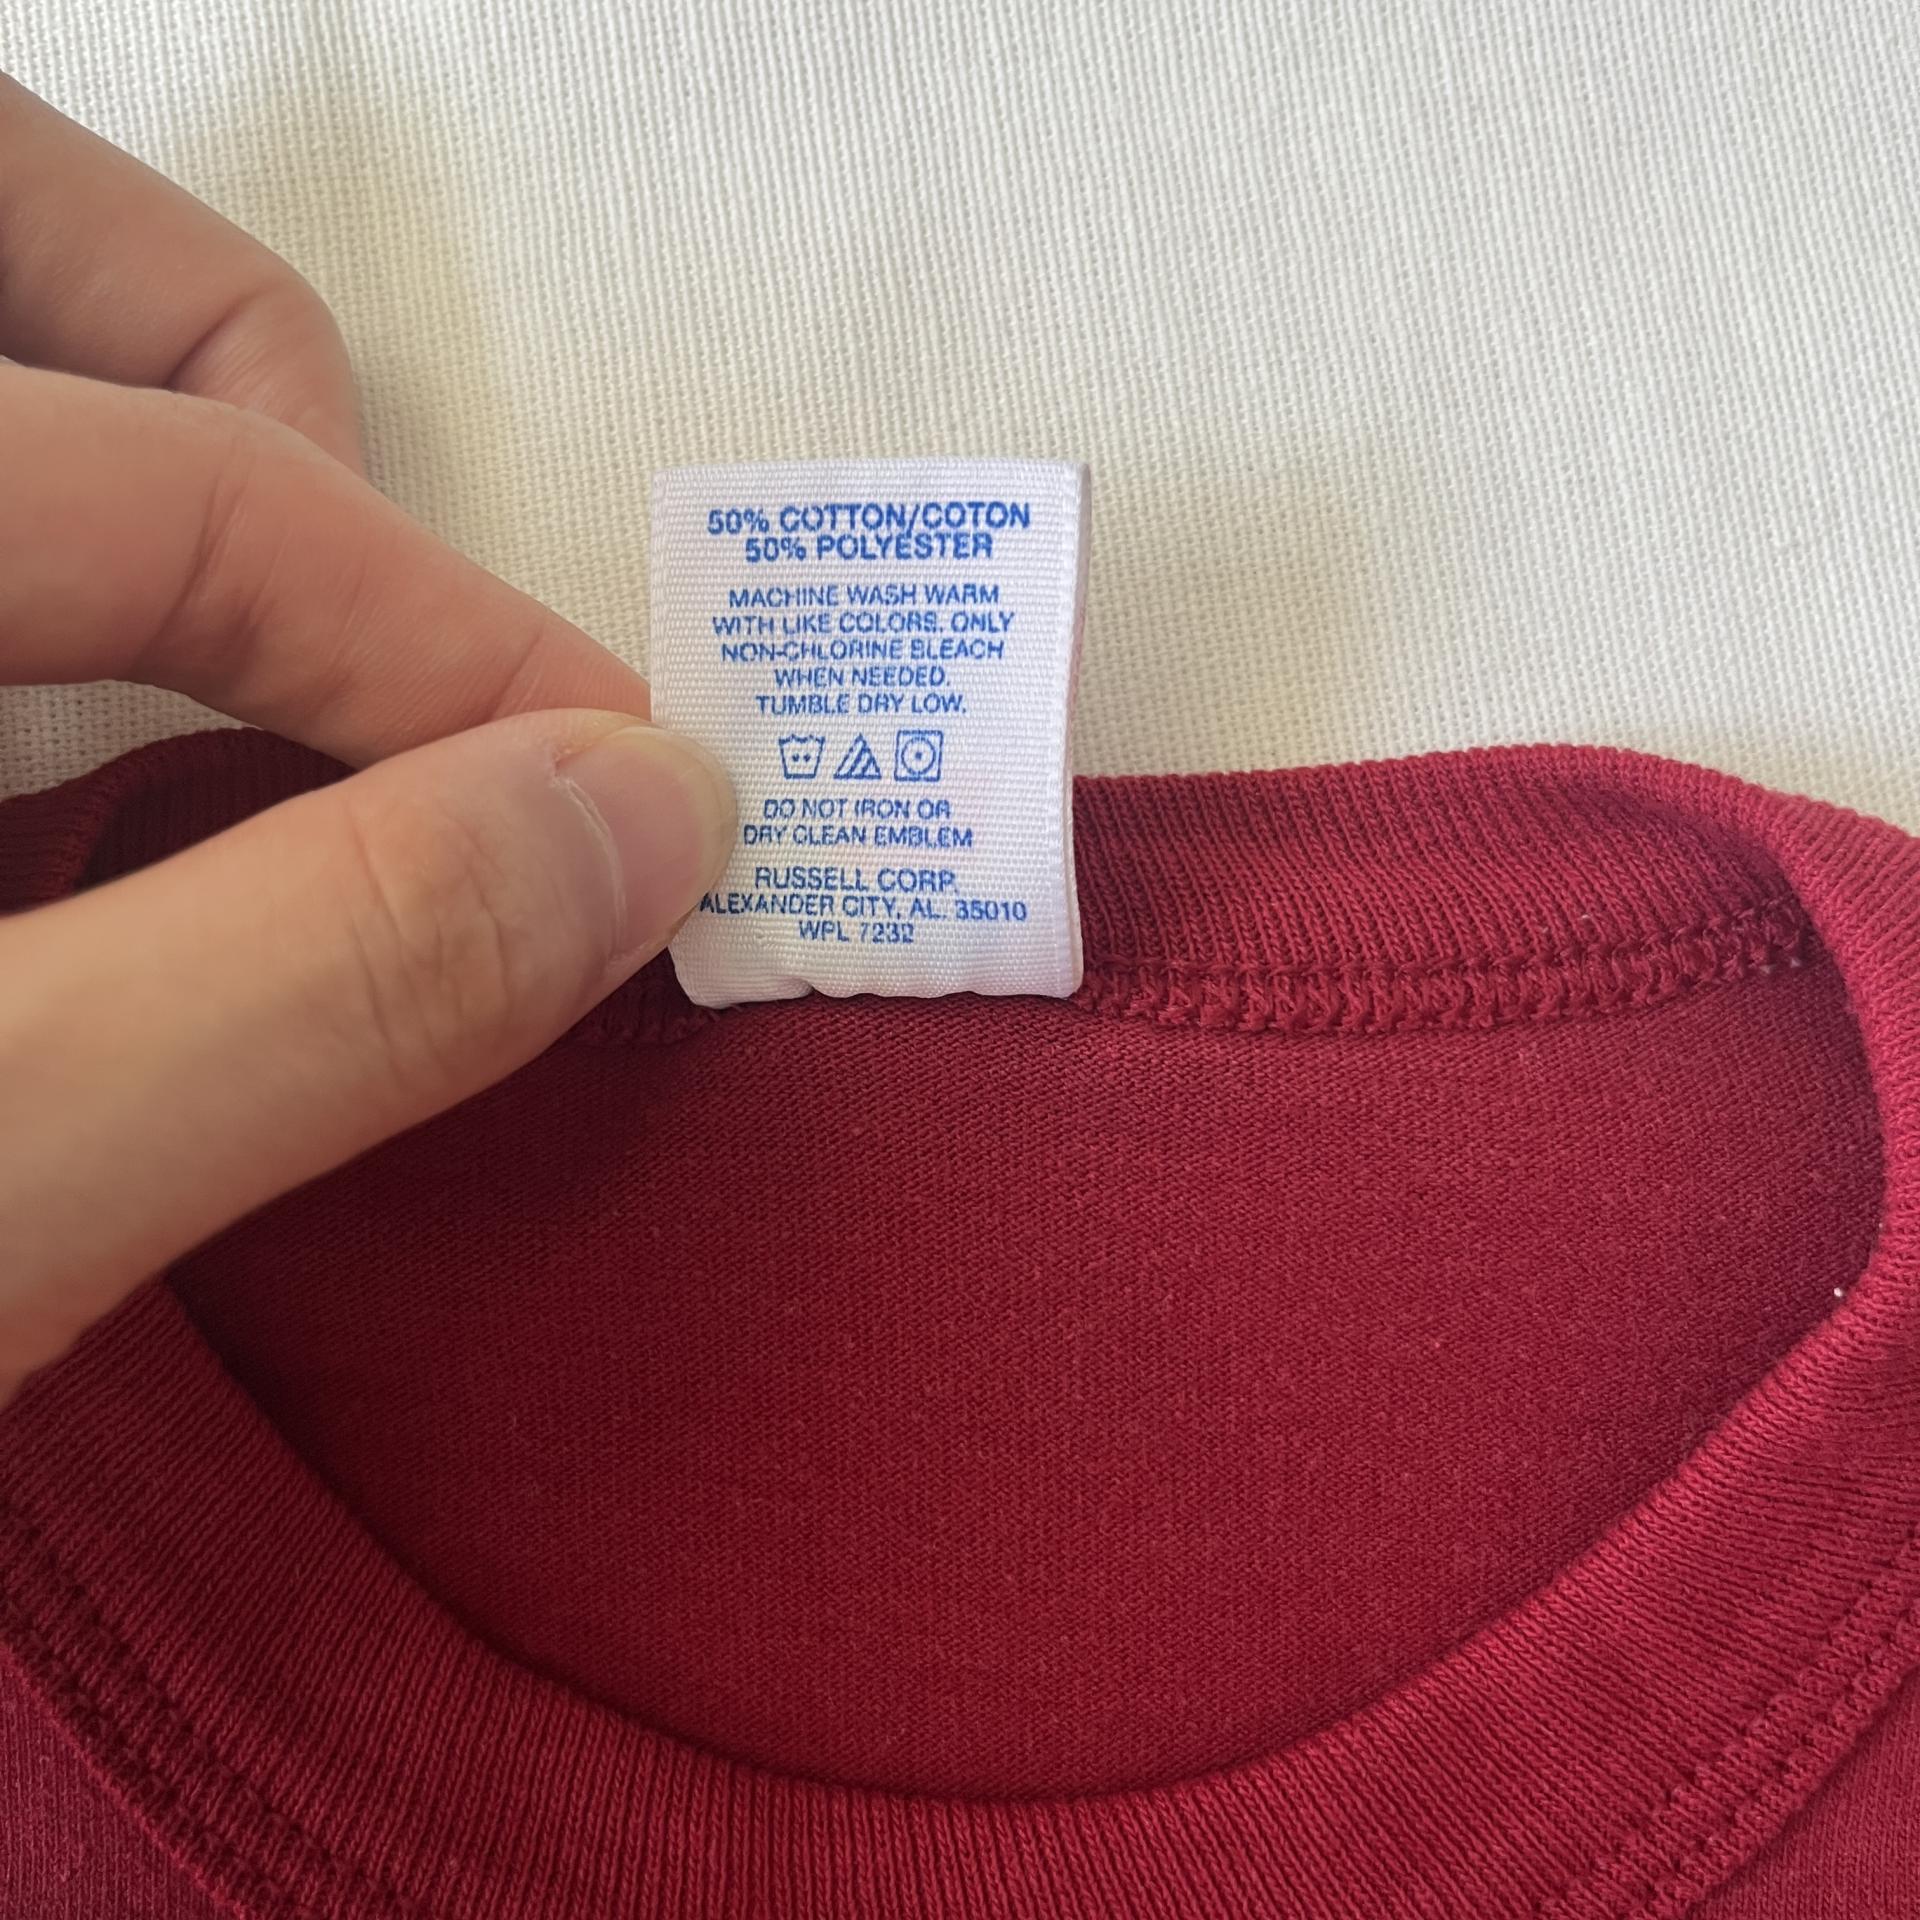 50% COTTON/COTON
50% POLYESTER
MACHINE WASH WARM
WITH LIKE COLORS. ONLY
NON-CHLORINE BLEACH
WHEN NEEDED.
TUMBLE DRY LOW.
DO NOT IRON OR
DRY CLEAN EMBLEM
RUSSELL CORP.
ALEXANDER CITY, AL. 35010
WPL 7232